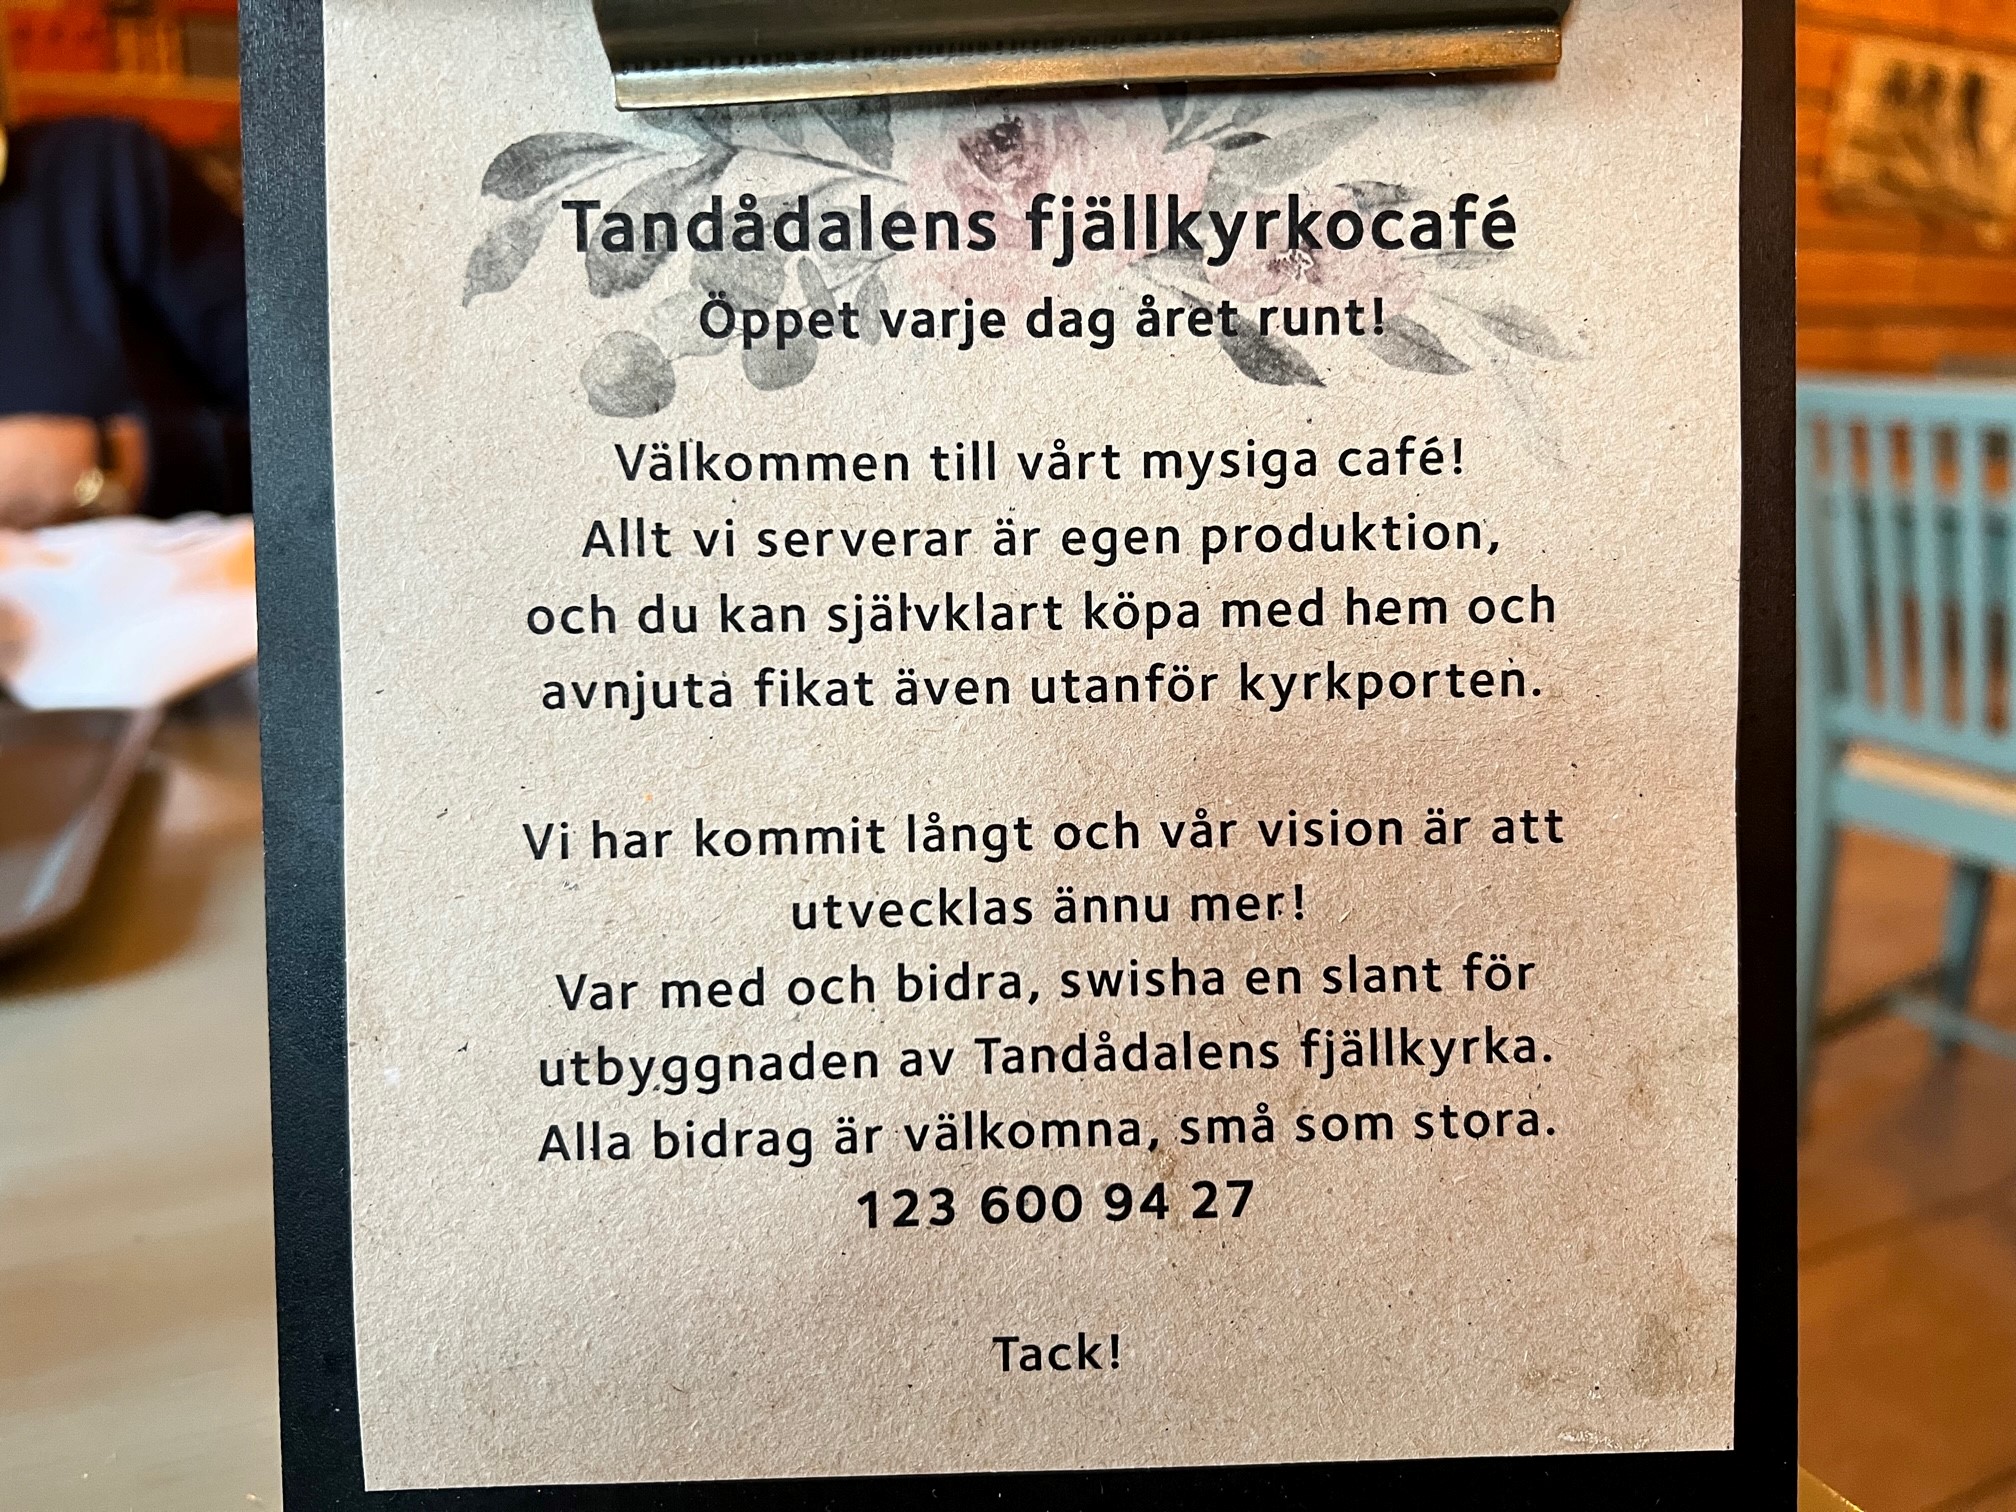 Tandådalens fjällkyrkocafé
Öppet varje dag året runt!
Välkommen till vårt mysiga café!
Allt vi serverar är egen produktion,
och du kan självklart köpa med hem och
avnjuta fikat även utanför kyrkporten.
Vi har kommit långt och vår vision är att
utvecklas ännu mer!
Var med och bidra, swisha en slant för
utbyggnaden av Tandådalens fjällkyrka.
Alla bidrag är välkomna, små som stora.
123 600 94 27
Tack!